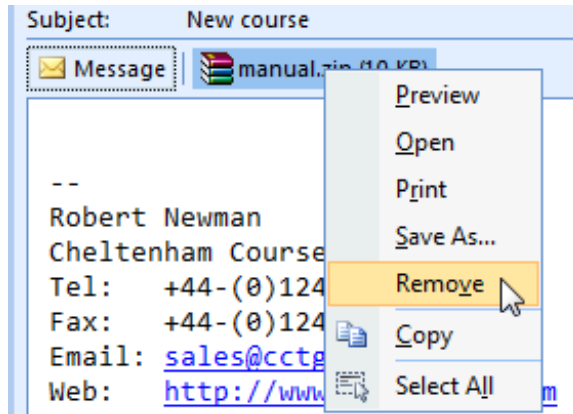 Subject: New course
Message manual.zip (10 KB)
Preview
Open
Print
Save As...
Remove
Copy
Select All
--
Robert Newman
Cheltenham Course
Tel: +44-(0)124
Fax: +44-(0)124
Email: sales@cctg
Web: http://www m